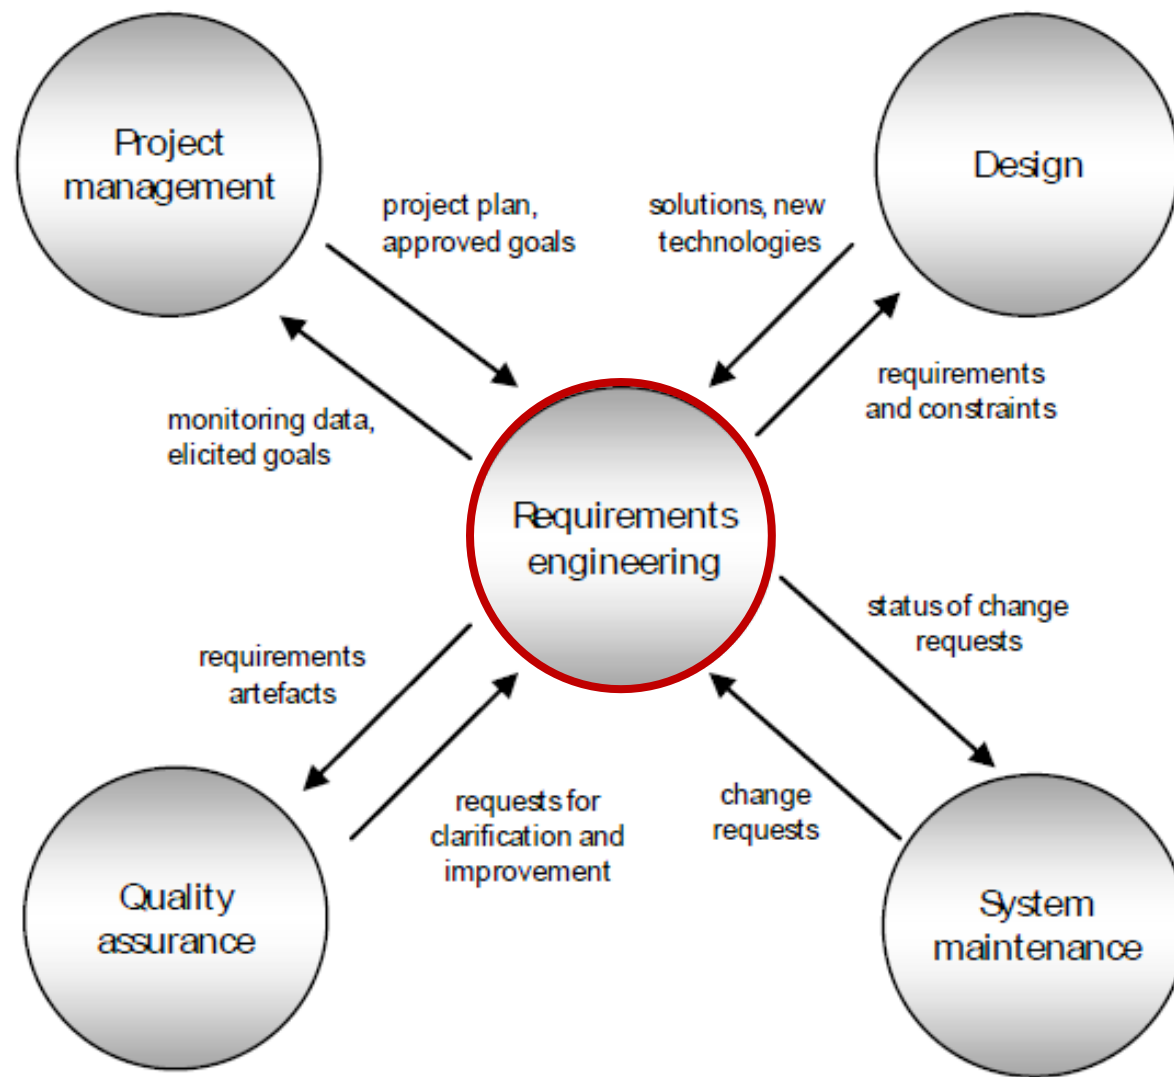 Project
management
Design
project plan,
approved goals
solutions, new
technologies
monitoring data,
elicited goals
requirements
and constraints
Requirements
engineering
requirements
artefacts
status of change
requests
requests for
clarification and
improvement
change
requests
Quality
assurance
System
maintenance